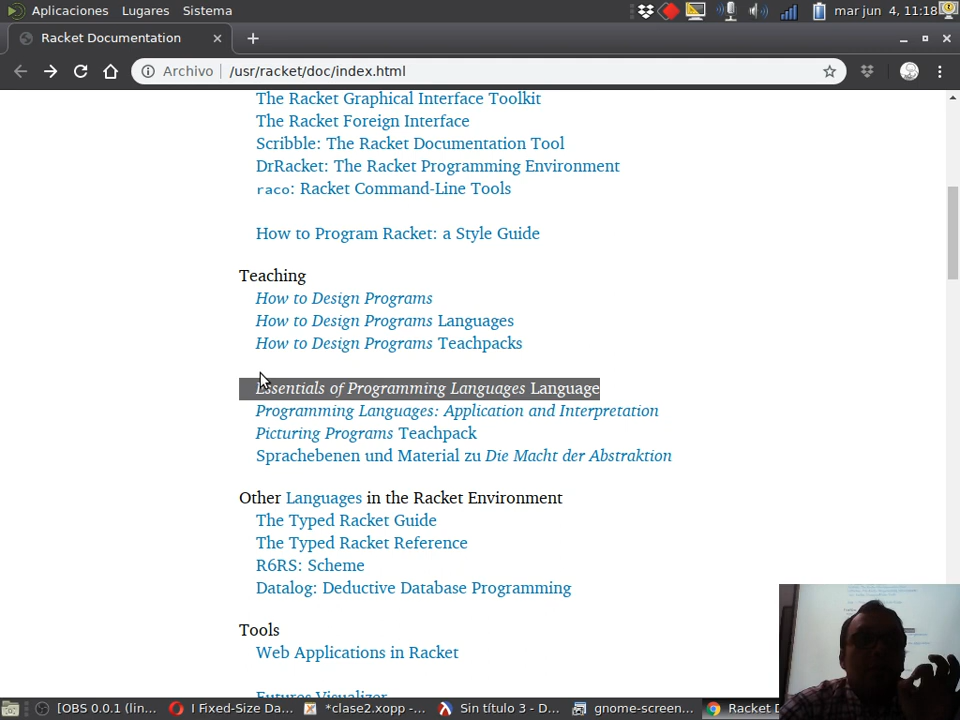 Aplicaciones Lugares Sistema mar jun 4, 11:18
Racket Documentation
Archivo /usr/racket/doc/index.html
The Racket Graphical Interface Toolkit
The Racket Foreign Interface
Scribble: The Racket Documentation Tool
DrRacket: The Racket Programming Environment
raco: Racket Command-Line Tools
How to Program Racket: a Style Guide
Teaching
How to Design Programs
How to Design Programs Languages
How to Design Programs Teachpacks
Essentials of Programming Languages Language
Programming Languages: Application and Interpretation
Picturing Programs Teachpack
Sprachebenen und Material zu Die Macht der Abstraktion
Other Languages in the Racket Environment
The Typed Racket Guide
The Typed Racket Reference
R6RS: Scheme
Datalog: Deductive Database Programming
Tools
Web Applications in Racket
Futures Visualizer
[OBS 0.0.1 (lin... I Fixed-Size Da... *clase2.xopp -... Sin título 3 - D... gnome-screen... Racket D